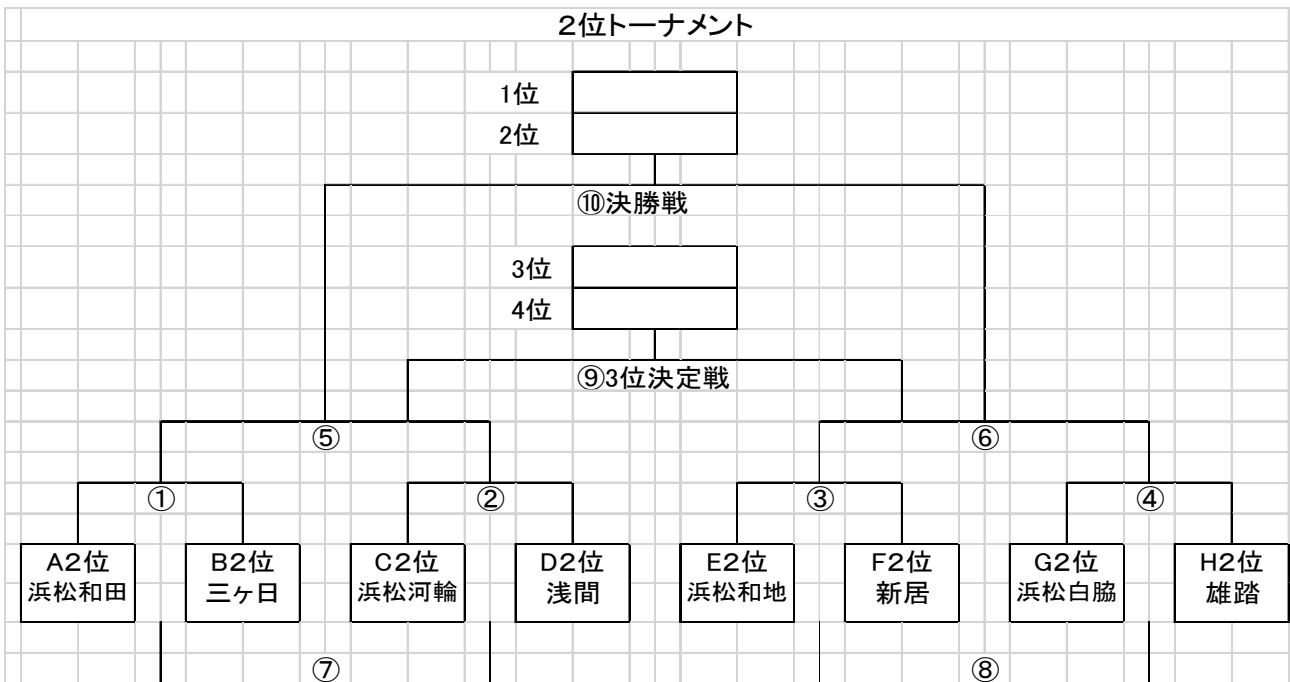 ２位トーナメント
1位
2位
⑩決勝戦
3位
4位
⑨3位決定戦
⑤
⑥
①
②
③
④
A2位
浜松和田
B2位
三ヶ日
C2位
浜松河輪
D2位
浅間
E2位
浜松和地
F2位
新居
G2位
浜松白脇
H2位
雄踏
⑦
⑧